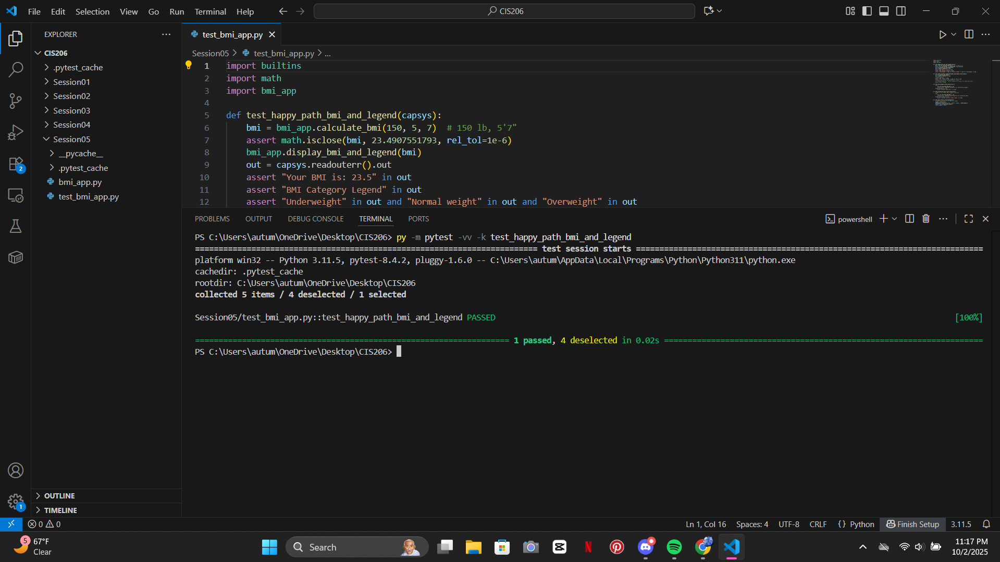 File Edit Selection View Go Run Terminal Help
CIS206
EXPLORER
CIS206
.pytest_cache
Session01
Session02
Session03
Session04
Session05
__pycache__
.pytest_cache
bmi_app.py
test_bmi_app.py
OUTLINE
TIMELINE
2
1
test_bmi_app.py
Session05 > test_bmi_app.py > ...
1 import builtins
2 import math
3 import bmi_app
4
5 def test_happy_path_bmi_and_legend(capsys):
6 bmi = bmi_app.calculate_bmi(150, 5, 7)  # 150 lb, 5'7"
7 assert math.isclose(bmi, 23.4907551793, rel_tol=1e-6)
8 bmi_app.display_bmi_and_legend(bmi)
9 out = capsys.readouterr().out
10 assert "Your BMI is: 23.5" in out
11 assert "BMI Category Legend" in out
12 assert "Underweight" in out and "Normal weight" in out and "Overweight" in out
PROBLEMS OUTPUT DEBUG CONSOLE TERMINAL PORTS
powershell
PS C:\Users\autum\OneDrive\Desktop\CIS206> py -m pytest -vv -k test_happy_path_bmi_and_legend
========================================================================= test session starts ==========================================================================
platform win32 -- Python 3.11.5, pytest-8.4.2, pluggy-1.6.0 -- C:\Users\autum\AppData\Local\Programs\Python\Python311\python.exe
cachedir: .pytest_cache
rootdir: C:\Users\autum\OneDrive\Desktop\CIS206
collected 5 items / 4 deselected / 1 selected
Session05/test_bmi_app.py::test_happy_path_bmi_and_legend PASSED [100%]
=================================================================== 1 passed, 4 deselected in 0.02s ====================================================================
PS C:\Users\autum\OneDrive\Desktop\CIS206>
0 0
Ln 1, Col 16 Spaces: 4 UTF-8 CRLF {} Python Finish Setup 3.11.5
5
67°F
Clear
Search
11:17 PM
10/2/2025